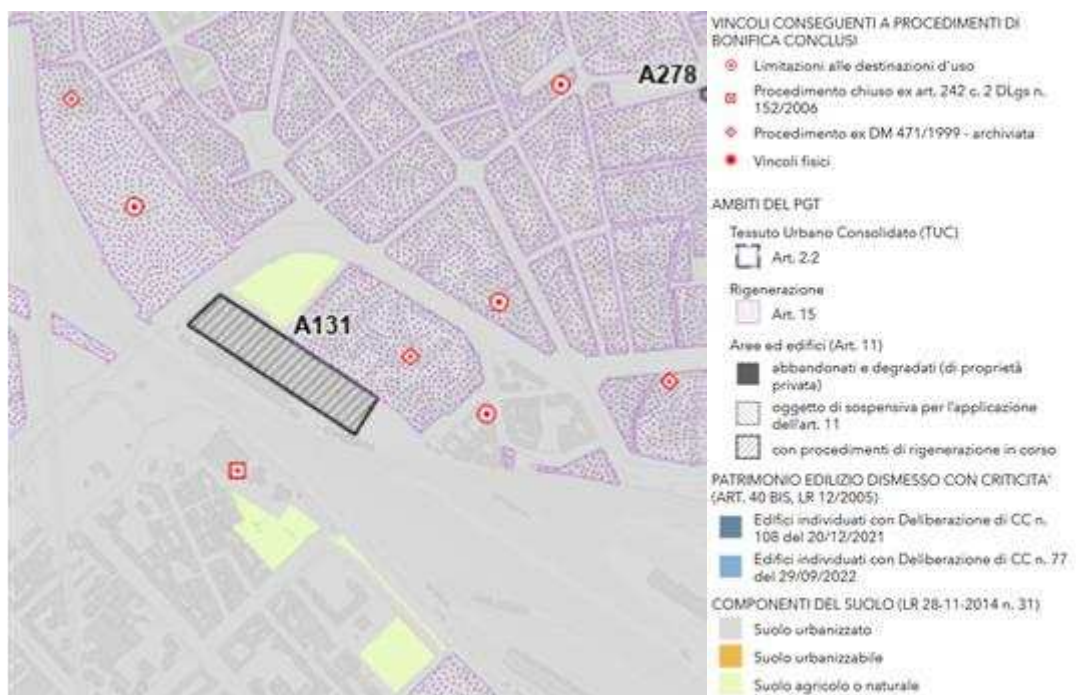 A278
A131
VINCOLI CONSEGUENTI A PROCEDIMENTI DI
BONIFICA CONCLUSI
Limitazioni alle destinazioni d'uso
Procedimento chiuso ex art. 242 c. 2 DLgs n.
152/2006
Procedimento ex DM 471/1999 - archiviata
Vincoli fisici
AMBITI DEL PGT
Tessuto Urbano Consolidato (TUC)
Art. 2.2
Rigenerazione
Art. 15
Aree ed edifici (Art. 11)
abbandonati e degradati (di proprietà
privata)
oggetto di sospensiva per l'applicazione
dell'art. 11
con procedimenti di rigenerazione in corso
PATRIMONIO EDILIZIO DISMESSO CON CRITICITA'
(ART. 40 BIS, LR 12/2005)
Edifici individuati con Deliberazione di CC n.
108 del 20/12/2021
Edifici individuati con Deliberazione di CC n. 77
del 29/09/2022
COMPONENTI DEL SUOLO (LR 28-11-2014 n. 31)
Suolo urbanizzato
Suolo urbanizzabile
Suolo agricolo o naturale